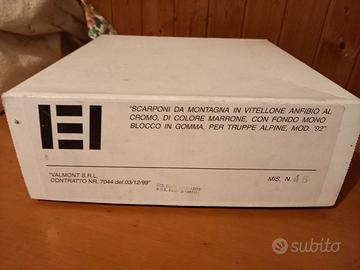 "SCARPONI DA MONTAGNA IN VITELLONE ANFIBIO AL
CROMO, DI COLORE MARRONE, CON FONDO MONO
BLOCCO IN GOMMA, PER TRUPPE ALPINE, MOD. '92"
"VALMONT S.R.L.
CONTRATTO NR. 7044 del 03/12/99"
MIS. N. 45
subito